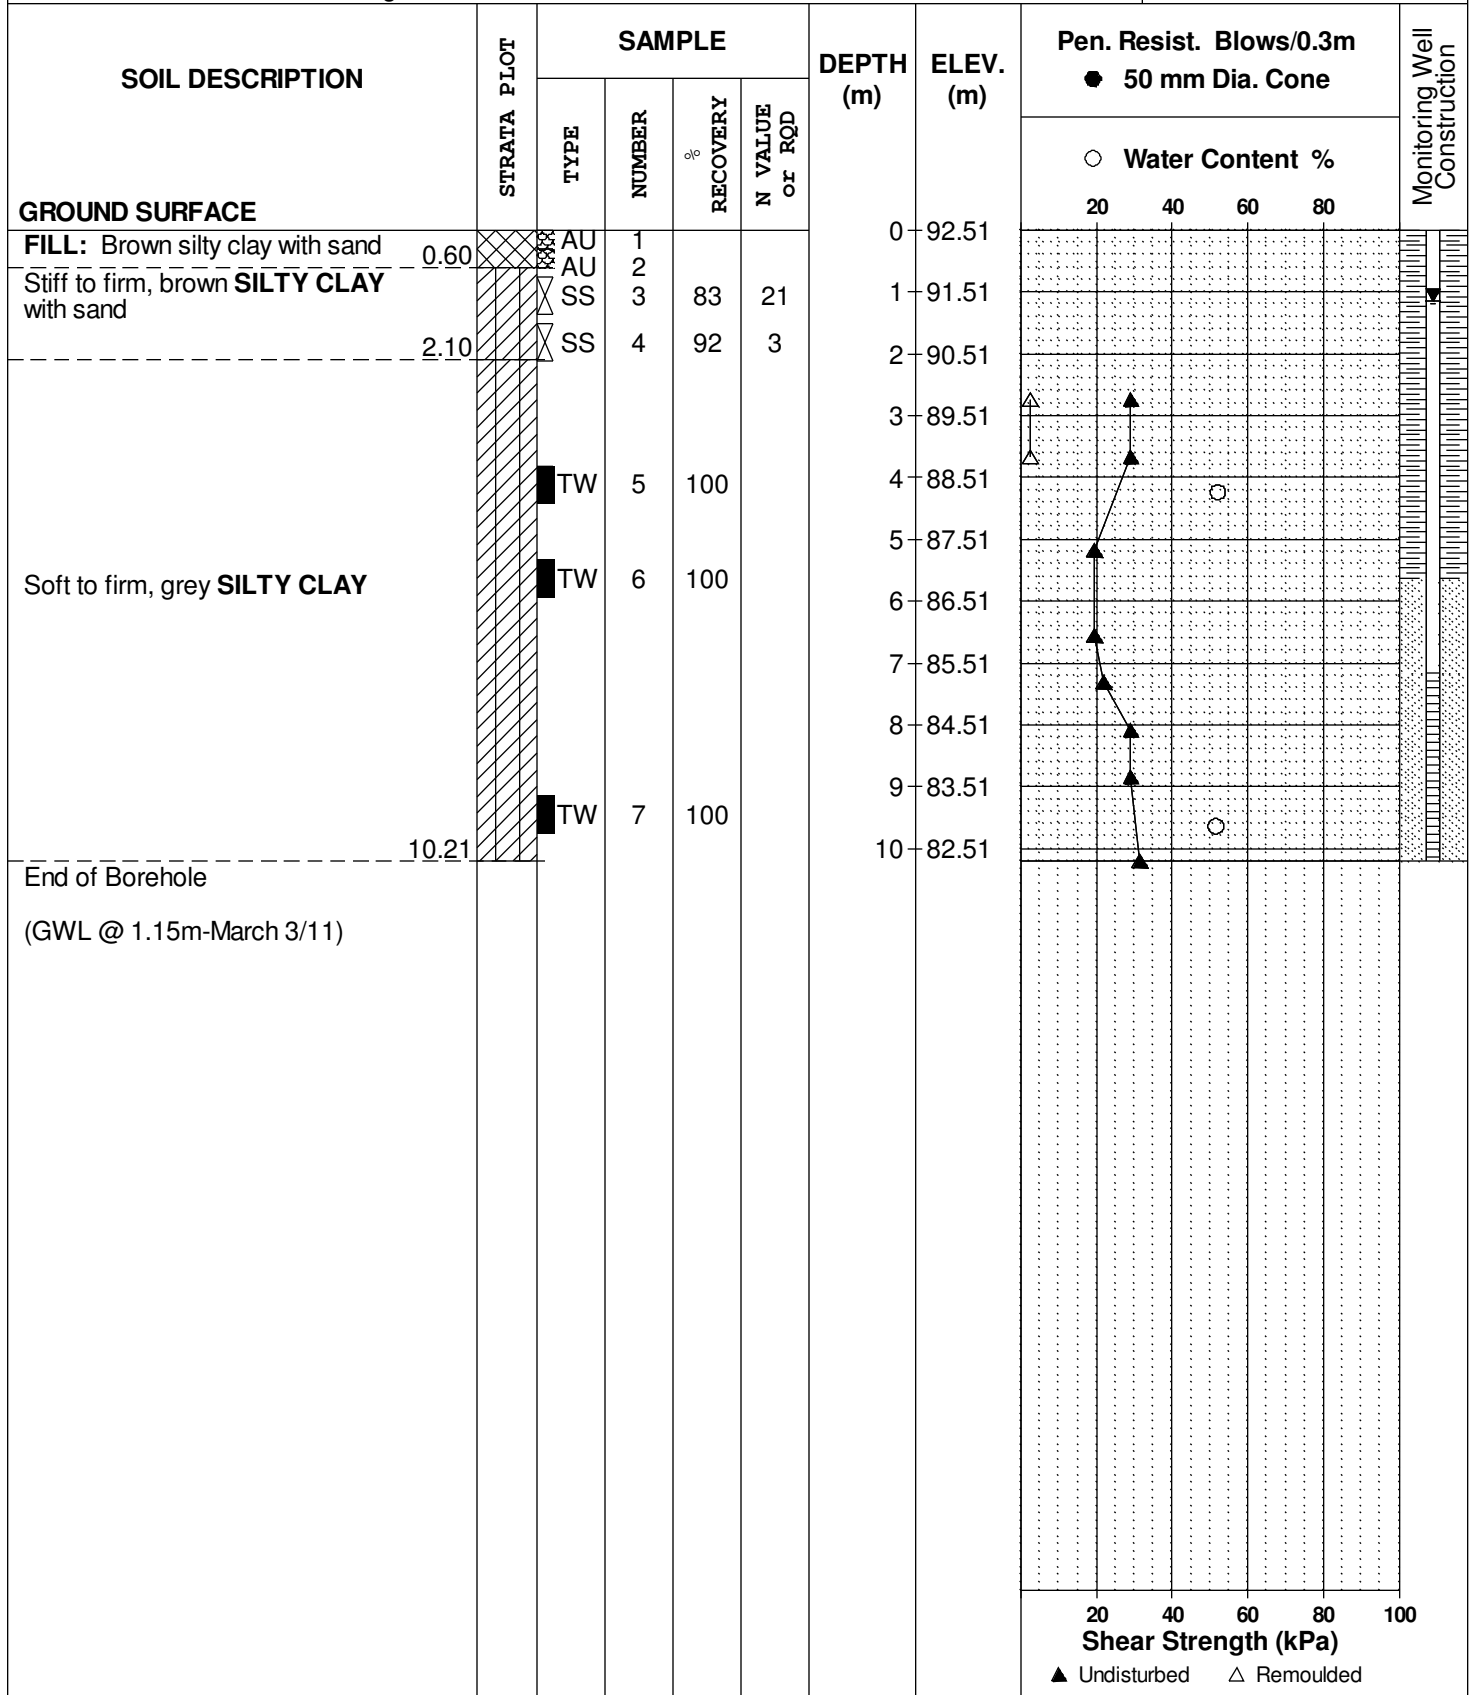 SOIL DESCRIPTION
STRATA PLOT
SAMPLE
TYPE
NUMBER
% RECOVERY
N VALUE or RQD
DEPTH (m)
ELEV. (m)
Pen. Resist. Blows/0.3m
● 50 mm Dia. Cone
○ Water Content %
20 40 60 80
Monitoring Well Construction
GROUND SURFACE
0 92.51
FILL: Brown silty clay with sand 0.60
AU 1
AU 2
Stiff to firm, brown SILTY CLAY
with sand
SS 3 83 21
1 91.51
2.10 SS 4 92 3
2 90.51
3 89.51
TW 5 100
4 88.51
5 87.51
Soft to firm, grey SILTY CLAY
TW 6 100
6 86.51
7 85.51
8 84.51
9 83.51
TW 7 100
10.21
10 82.51
End of Borehole
(GWL @ 1.15m-March 3/11)
20 40 60 80 100
Shear Strength (kPa)
▲ Undisturbed △ Remoulded